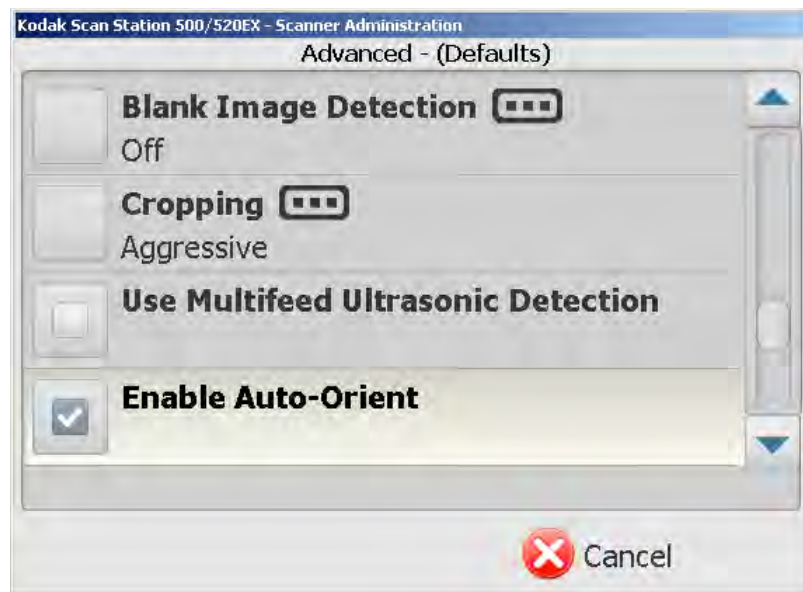 Kodak Scan Station 500/520EX - Scanner Administration
Advanced - (Defaults)
Blank Image Detection
Off
Cropping
Aggressive
Use Multifeed Ultrasonic Detection
Enable Auto-Orient
Cancel